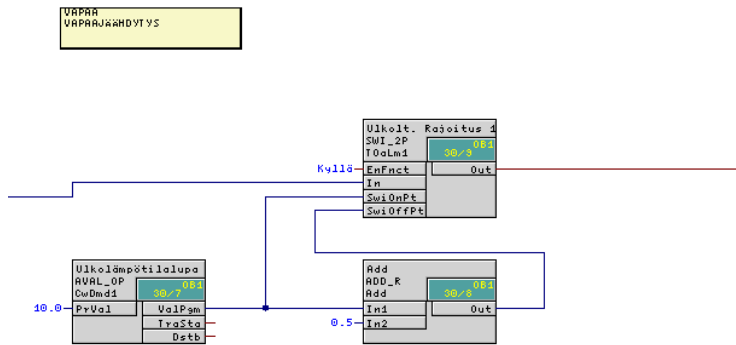 VAPAA
VAPAAJÄÄHDYTYS
Ulkolt. Rajoitus 1
SWI_2P
OB1
TOaLm1
30/9
Kyllä
EnFnct
Out
In
SwiOnPt
SwiOffPt
Ulkolämpötilalupa
AVAL_OP
OB1
CwDmd1
30/7
10.0
PrVal
ValPgm
TraSta
Dstb
Add
ADD_R
OB1
Add
30/8
In1
Out
0.5
In2